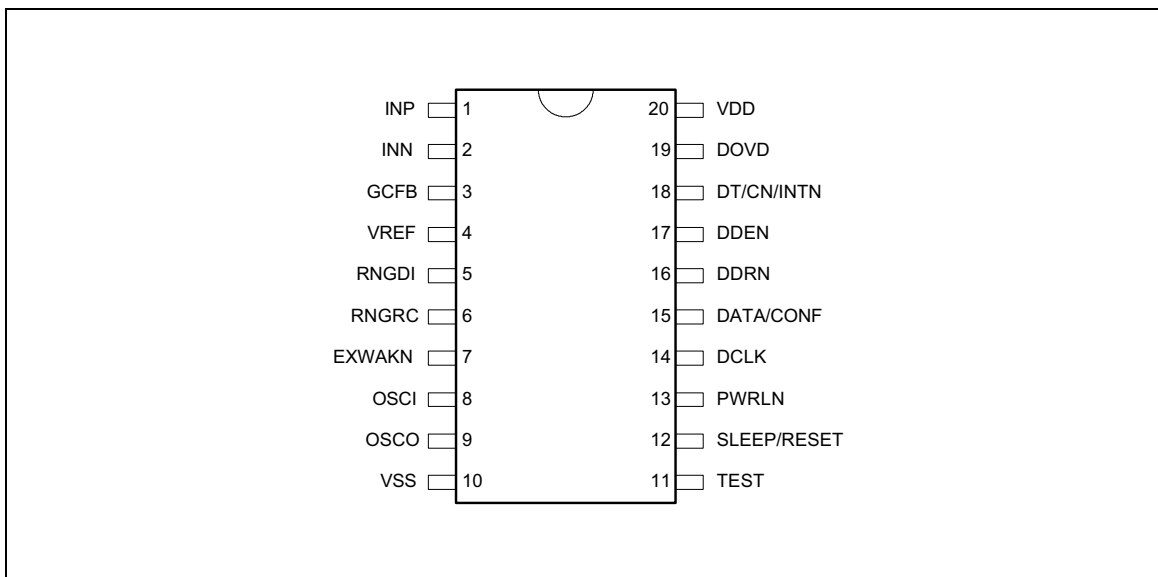 INP 1 20 VDD
INN 2 19 DOVD
GCFB 3 18 DT/CN/INTN
VREF 4 17 DDEN
RNGDI 5 16 DDRN
RNGRC 6 15 DATA/CONF
EXWAKN 7 14 DCLK
OSCI 8 13 PWRLN
OSCO 9 12 SLEEP/RESET
VSS 10 11 TEST